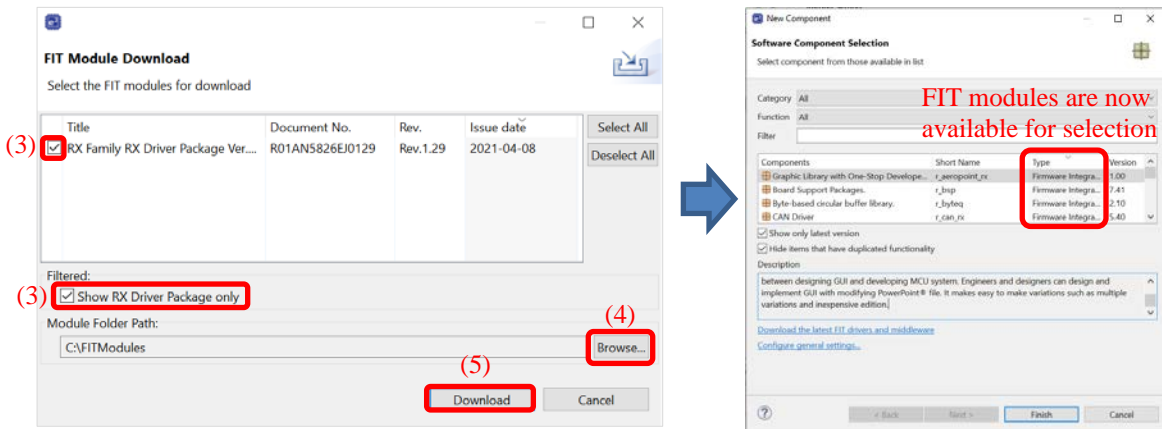 FIT Module Download
Select the FIT modules for download
Title Document No. Rev. Issue date
(3) RX Family RX Driver Package Ver.... R01AN5826EJ0129 Rev.1.29 2021-04-08
Select All
Deselect All
Filtered:
(3) Show RX Driver Package only
Module Folder Path:
(4)
C:\FITModules Browse...
(5)
Download Cancel
New Component
Software Component Selection
Select component from those available in list
Category All
Function All
Filter
FIT modules are now
available for selection
Components Short Name Type Version
Graphic Library with One-Stop Develope... r_aeropoint_rx Firmware Integra... 1.00
Board Support Packages. r_bsp Firmware Integra... 7.41
Byte-based circular buffer library. r_byteq Firmware Integra... 2.10
CAN Driver r_can_rx Firmware Integra... 5.40
Show only latest version
Hide items that have duplicated functionality
Description
between designing GUI and developing MCU system. Engineers and designers can design and
implement GUI with modifying PowerPoint® file. It makes easy to make variations such as multiple
variations and inexpensive edition.
Download the latest FIT drivers and middleware
Configure general settings...
< Back Next > Finish Cancel